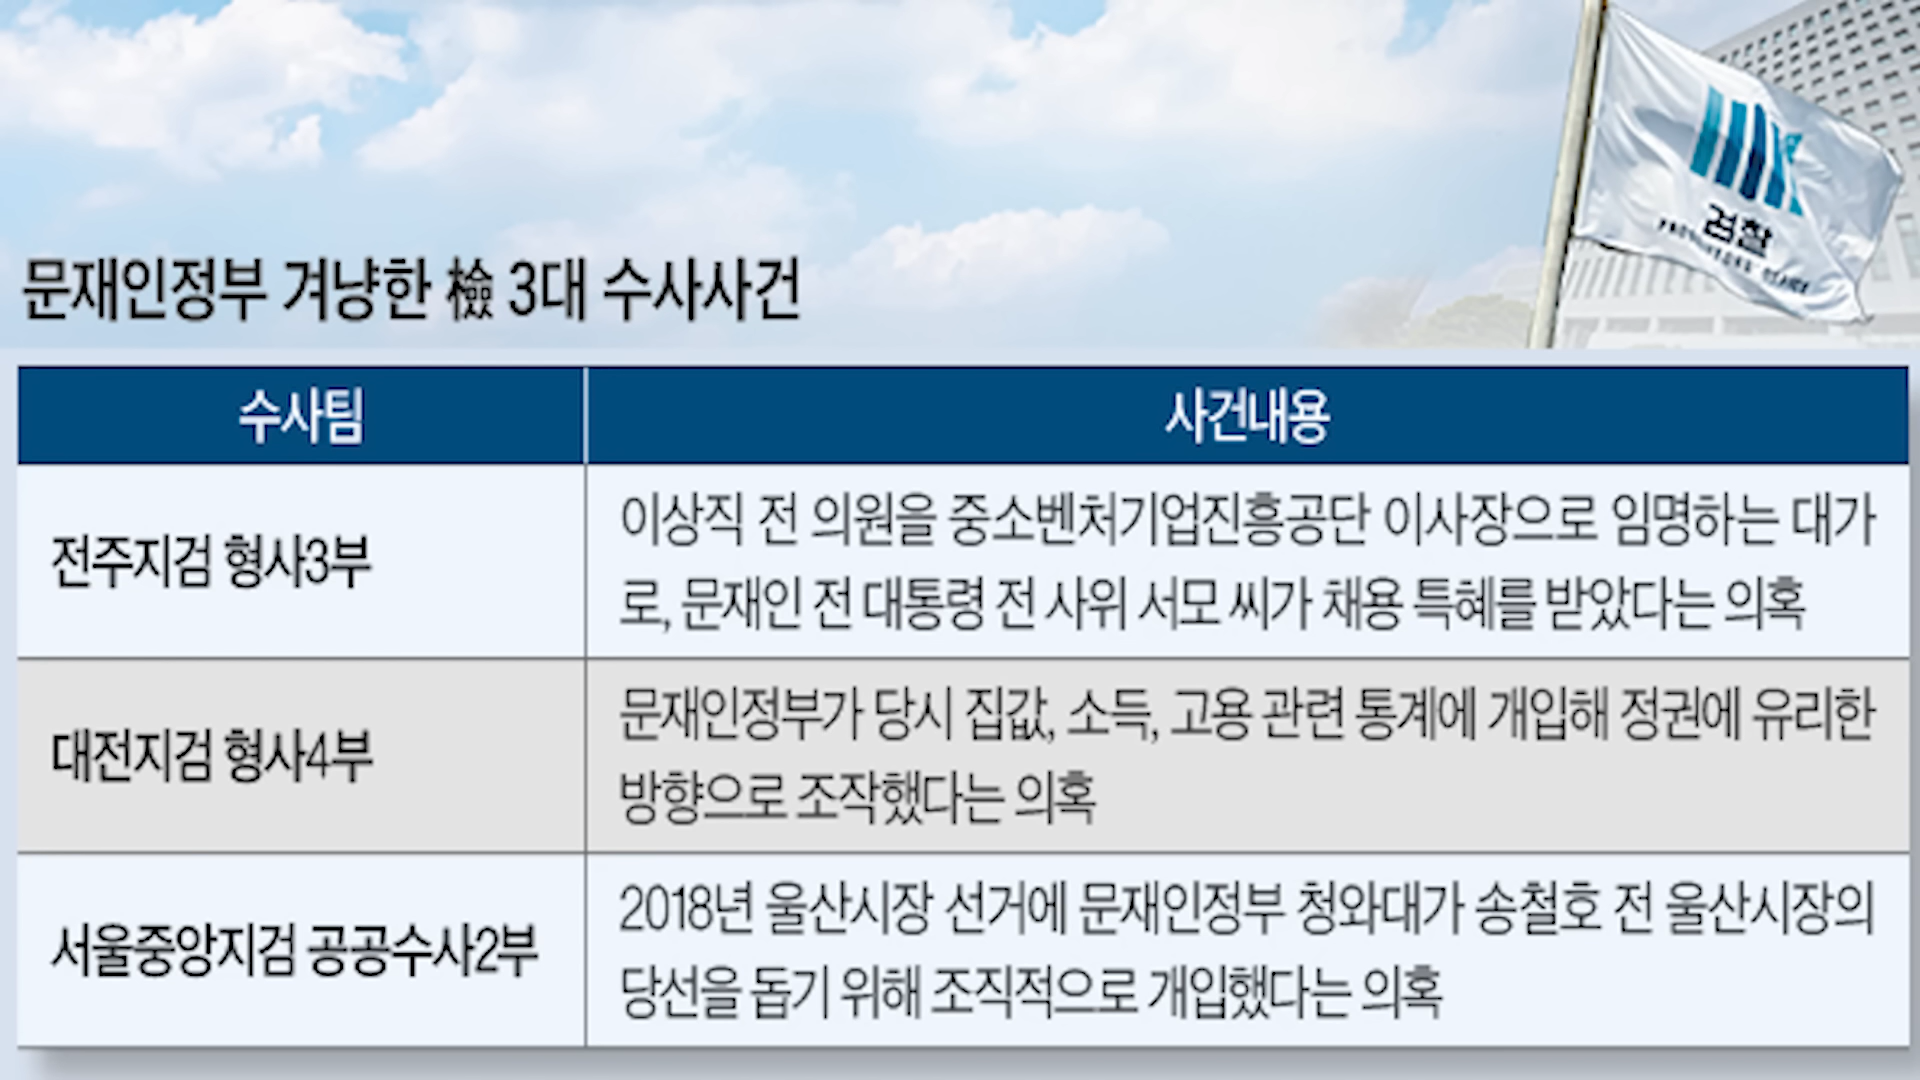 검찰
문재인정부 겨냥한 檢 3대 수사사건
수사팀
사건내용
전주지검 형사3부
이상직 전 의원을 중소벤처기업진흥공단 이사장으로 임명하는 대가
로, 문재인 전 대통령 전 사위 서모 씨가 채용 특혜를 받았다는 의혹
대전지검 형사4부
문재인정부가 당시 집값, 소득, 고용 관련 통계에 개입해 정권에 유리한
방향으로 조작했다는 의혹
서울중앙지검 공공수사2부
2018년 울산시장 선거에 문재인정부 청와대가 송철호 전 울산시장의
당선을 돕기 위해 조직적으로 개입했다는 의혹